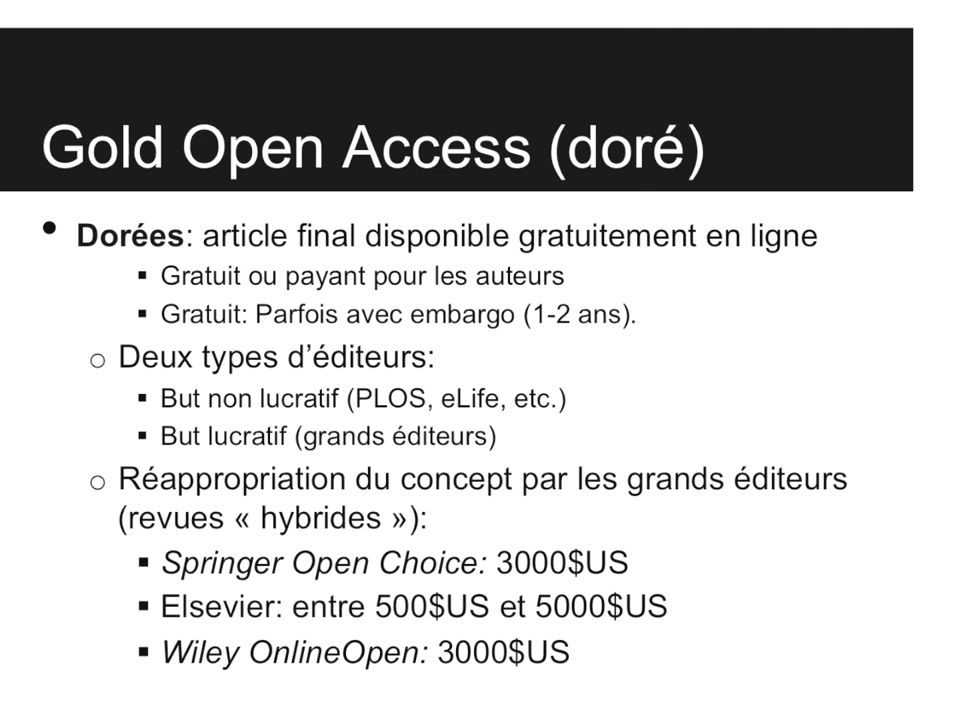 Gold Open Access (doré)
• Dorées: article final disponible gratuitement en ligne
▪ Gratuit ou payant pour les auteurs
▪ Gratuit: Parfois avec embargo (1-2 ans).
o Deux types d’éditeurs:
▪ But non lucratif (PLOS, eLife, etc.)
▪ But lucratif (grands éditeurs)
o Réappropriation du concept par les grands éditeurs
(revues « hybrides »):
▪ Springer Open Choice: 3000$US
▪ Elsevier: entre 500$US et 5000$US
▪ Wiley OnlineOpen: 3000$US